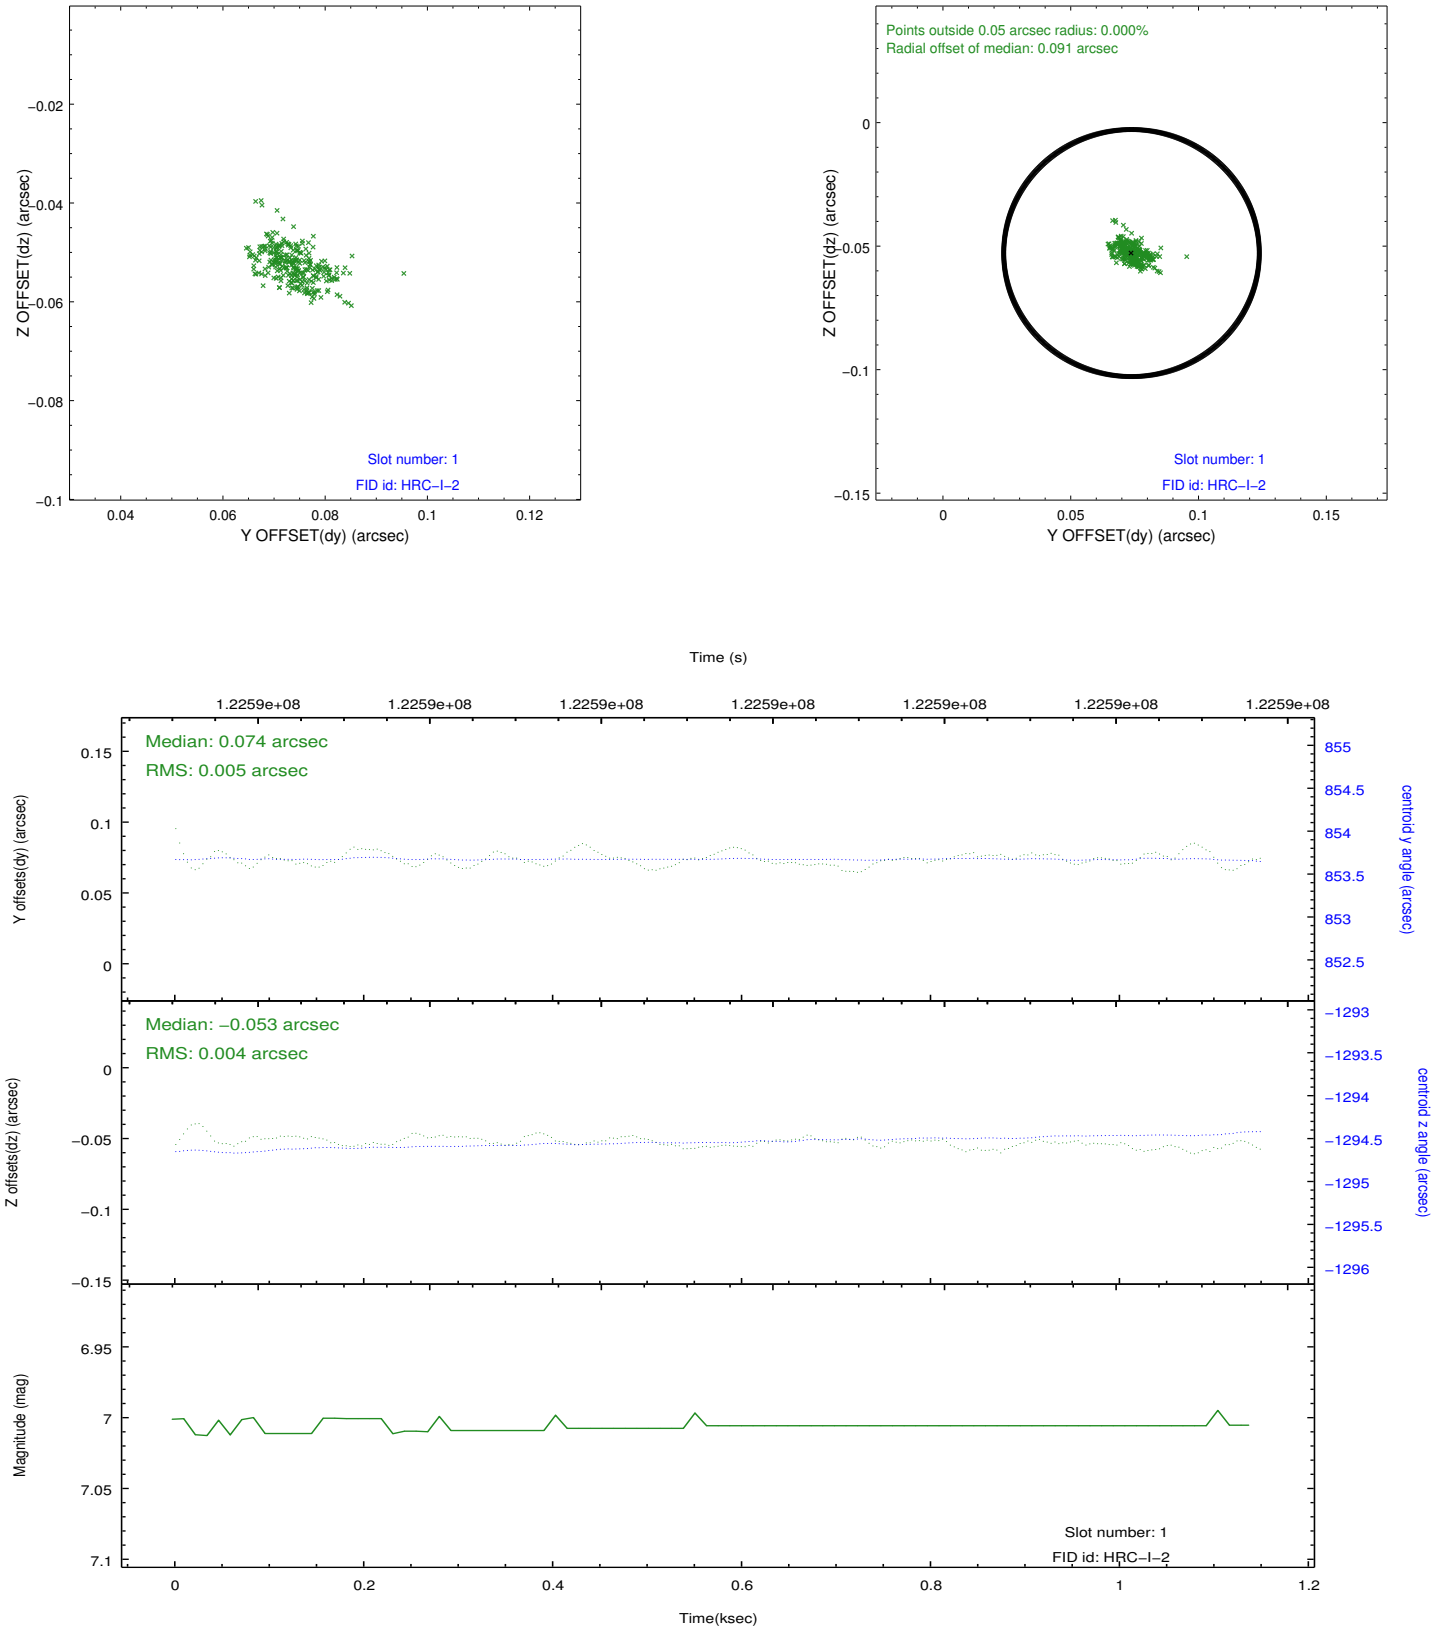 −0.02
−0.04
−0.06
−0.08
−0.1
Z OFFSET(dz) (arcsec)
Slot number: 1
FID id: HRC−I−2
0.04 0.06 0.08 0.1 0.12
Y OFFSET(dy) (arcsec)
Points outside 0.05 arcsec radius: 0.000%
Radial offset of median: 0.091 arcsec
0
−0.05
−0.1
−0.15
Z OFFSET(dz) (arcsec)
Slot number: 1
FID id: HRC−I−2
0 0.05 0.1 0.15
Y OFFSET(dy) (arcsec)
Time (s)
1.2259e+08 1.2259e+08 1.2259e+08 1.2259e+08 1.2259e+08 1.2259e+08 1.2259e+08
Median: 0.074 arcsec
RMS: 0.005 arcsec
0.15
0.1
0.05
0
Y offsets(dy) (arcsec)
855
854.5
854
853.5
853
852.5
centroid y angle (arcsec)
Median: −0.053 arcsec
RMS: 0.004 arcsec
0
−0.05
−0.1
−0.15
Z offsets(dz) (arcsec)
−1293
−1293.5
−1294
−1294.5
−1295
−1295.5
−1296
centroid z angle (arcsec)
6.95
7
7.05
7.1
Magnitude (mag)
Slot number: 1
FID id: HRC−I−2
0 0.2 0.4 0.6 0.8 1 1.2
Time(ksec)